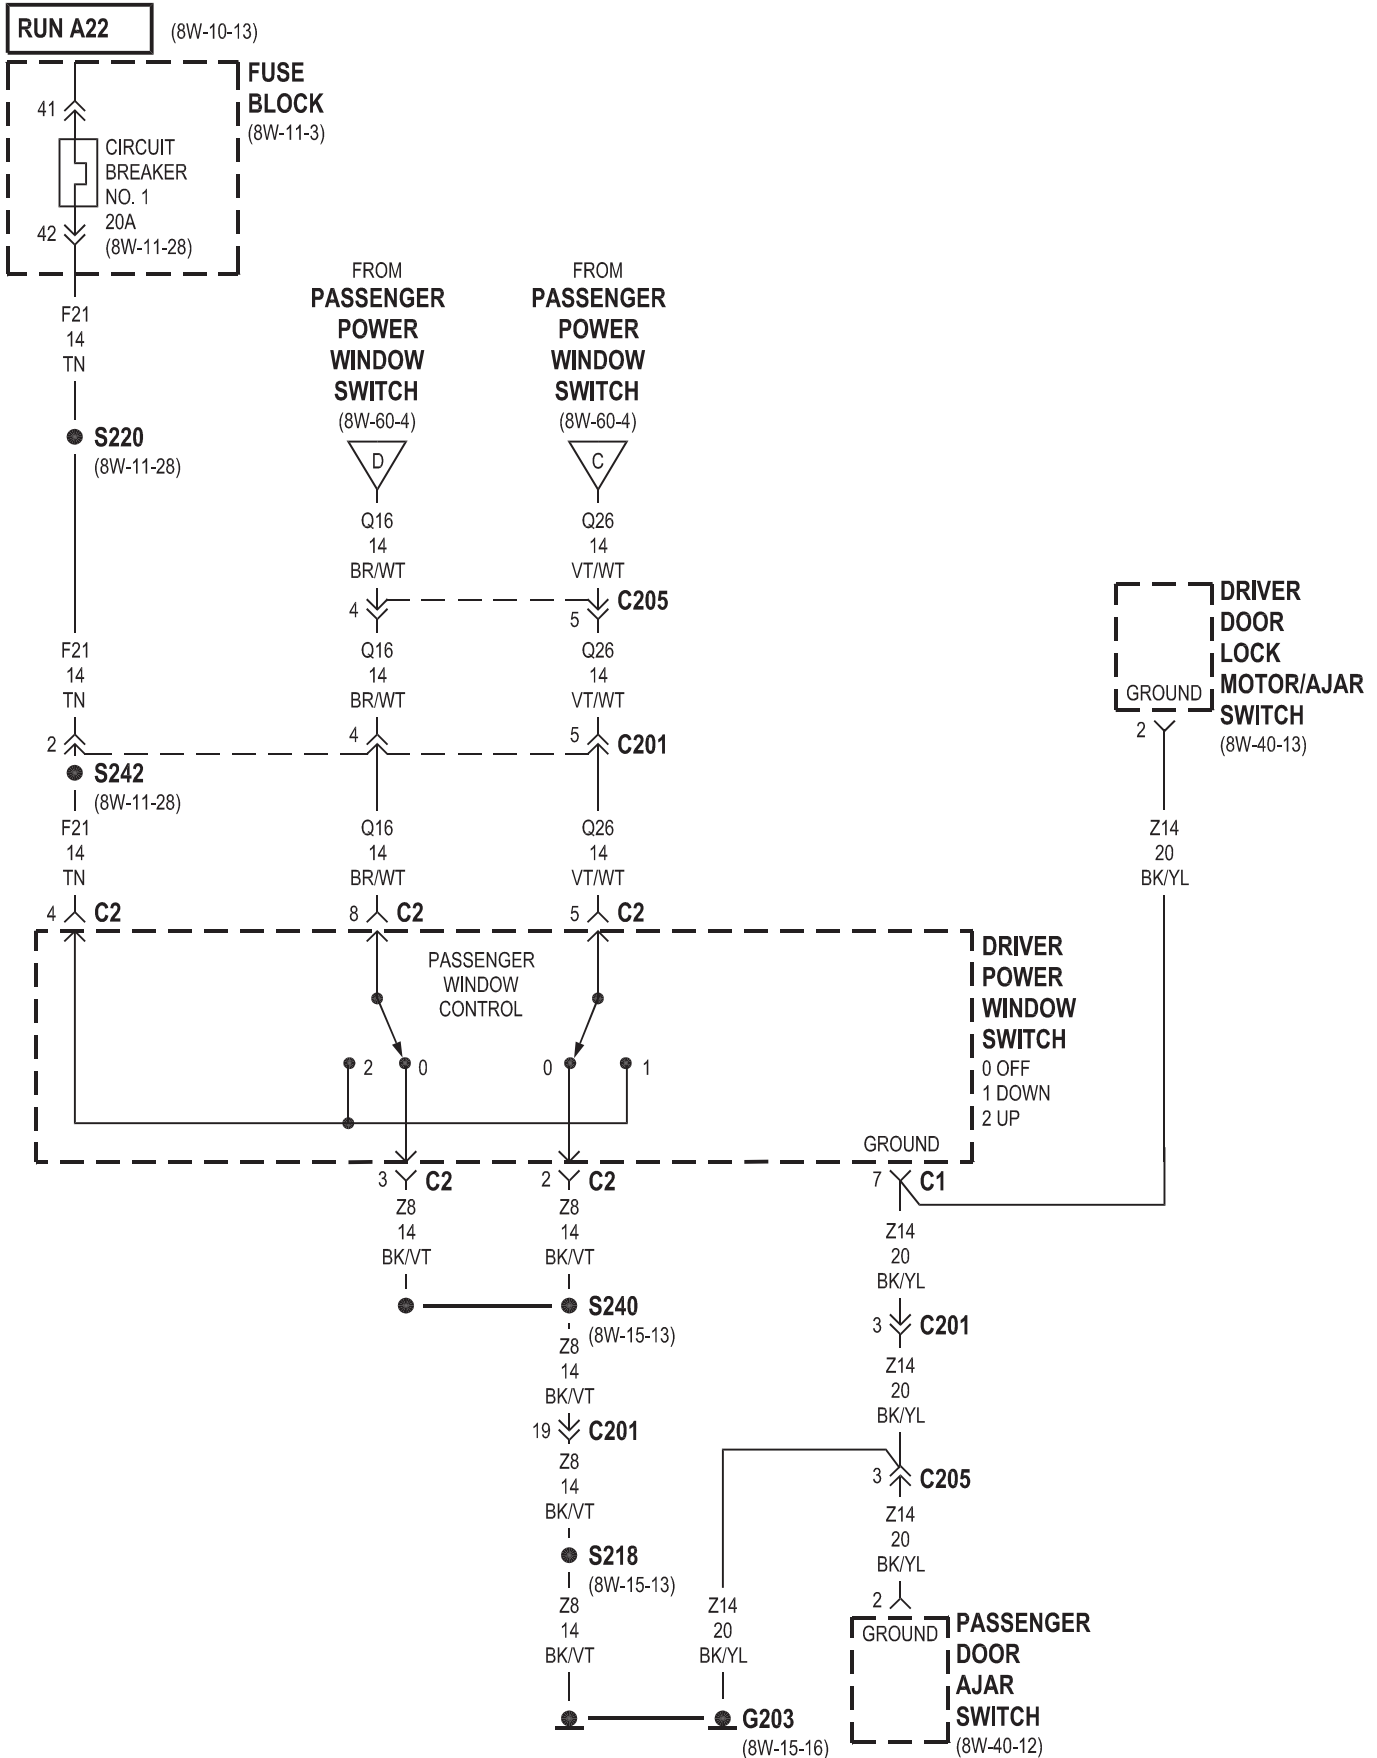 RUN A22
(8W-10-13)
FUSE
BLOCK
(8W-11-3)
41
CIRCUIT
BREAKER
NO. 1
20A
(8W-11-28)
42
F21
14
TN
S220
(8W-11-28)
FROM
PASSENGER
POWER
WINDOW
SWITCH
(8W-60-4)
D
Q16
14
BR/WT
FROM
PASSENGER
POWER
WINDOW
SWITCH
(8W-60-4)
C
Q26
14
VT/WT
4
5
C205
F21
14
TN
Q16
14
BR/WT
Q26
14
VT/WT
2
4
5
C201
S242
(8W-11-28)
F21
14
TN
Q16
14
BR/WT
Q26
14
VT/WT
4
C2
8
C2
5
C2
DRIVER
DOOR
LOCK
MOTOR/AJAR
SWITCH
(8W-40-13)
GROUND
2
Z14
20
BK/YL
PASSENGER
WINDOW
CONTROL
2
0
0
1
DRIVER
POWER
WINDOW
SWITCH
0 OFF
1 DOWN
2 UP
GROUND
3
C2
2
C2
7
C1
Z8
14
BK/VT
Z8
14
BK/VT
Z14
20
BK/YL
S240
(8W-15-13)
3
C201
Z8
14
BK/VT
Z14
20
BK/YL
19
C201
3
C205
Z8
14
BK/VT
Z14
20
BK/YL
S218
(8W-15-13)
2
Z8
14
BK/VT
Z14
20
BK/YL
GROUND
PASSENGER
DOOR
AJAR
SWITCH
(8W-40-12)
G203
(8W-15-16)